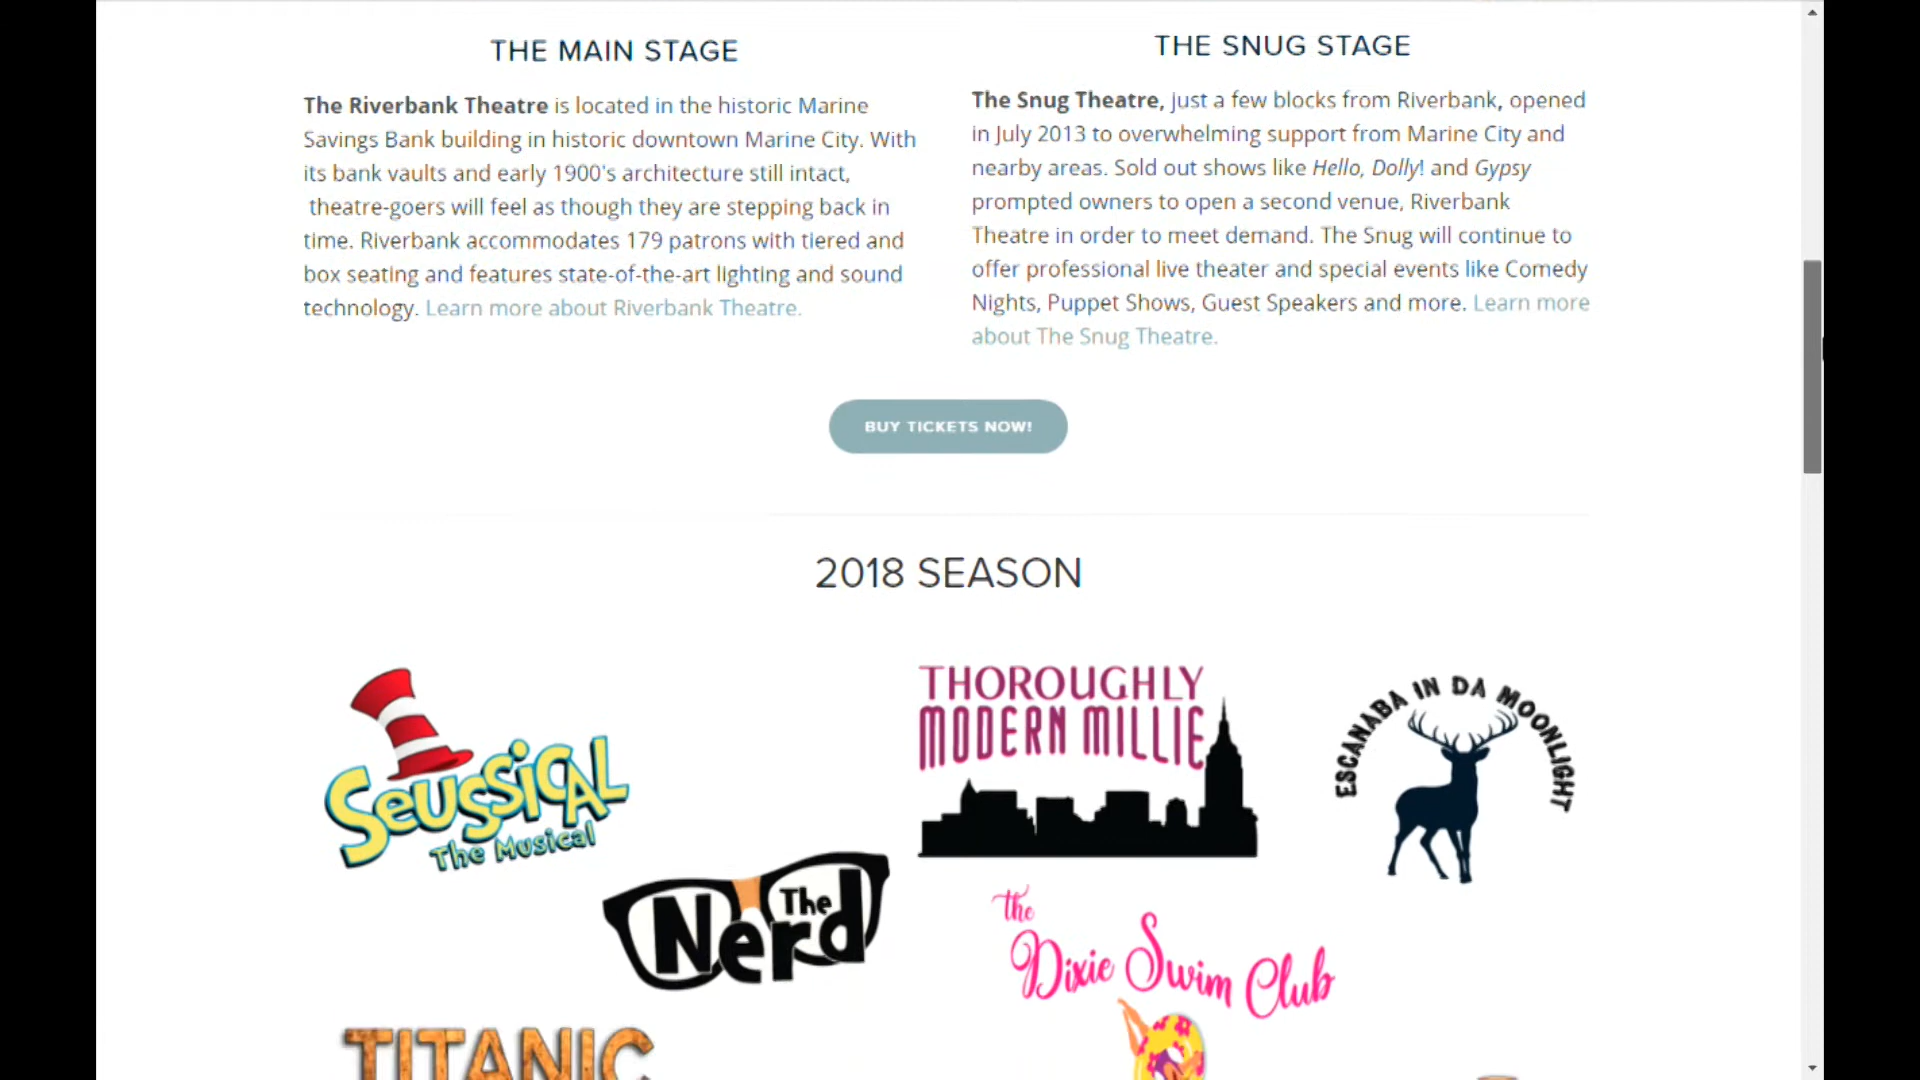 THE MAIN STAGE
The Riverbank Theatre is located in the historic Marine
Savings Bank building in historic downtown Marine City. With
its bank vaults and early 1900's architecture still intact,
theatre-goers will feel as though they are stepping back in
time. Riverbank accommodates 179 patrons with tiered and
box seating and features state-of-the-art lighting and sound
technology. Learn more about Riverbank Theatre.
THE SNUG STAGE
The Snug Theatre, just a few blocks from Riverbank, opened
in July 2013 to overwhelming support from Marine City and
nearby areas. Sold out shows like Hello, Dolly! and Gypsy
prompted owners to open a second venue, Riverbank
Theatre in order to meet demand. The Snug will continue to
offer professional live theater and special events like Comedy
Nights, Puppet Shows, Guest Speakers and more. Learn more
about The Snug Theatre.
BUY TICKETS NOW!
2018 SEASON
Seussical
The Musical
THOROUGHLY
MODERN MILLIE
ESCANABA IN DA MOONLIGHT
The
Nerd
the
Dixie Swim Club
TITANIC